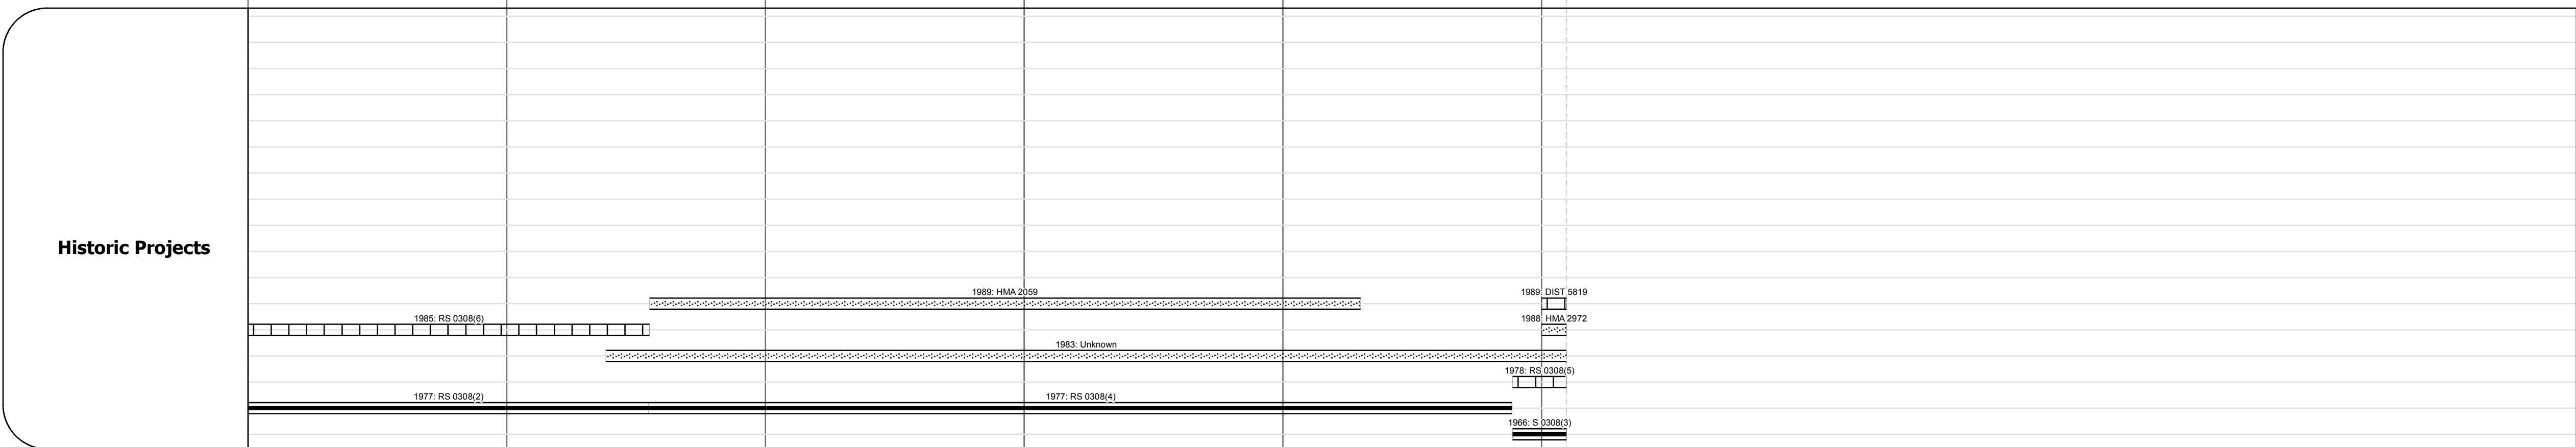 Historic Projects
1989: HMA 2059
1989: DIST 5819
1985: RS 0308(6)
1988: HMA 2972
1983: Unknown
1978: RS 0308(5)
1977: RS 0308(2)
1977: RS 0308(4)
1966: S 0308(3)